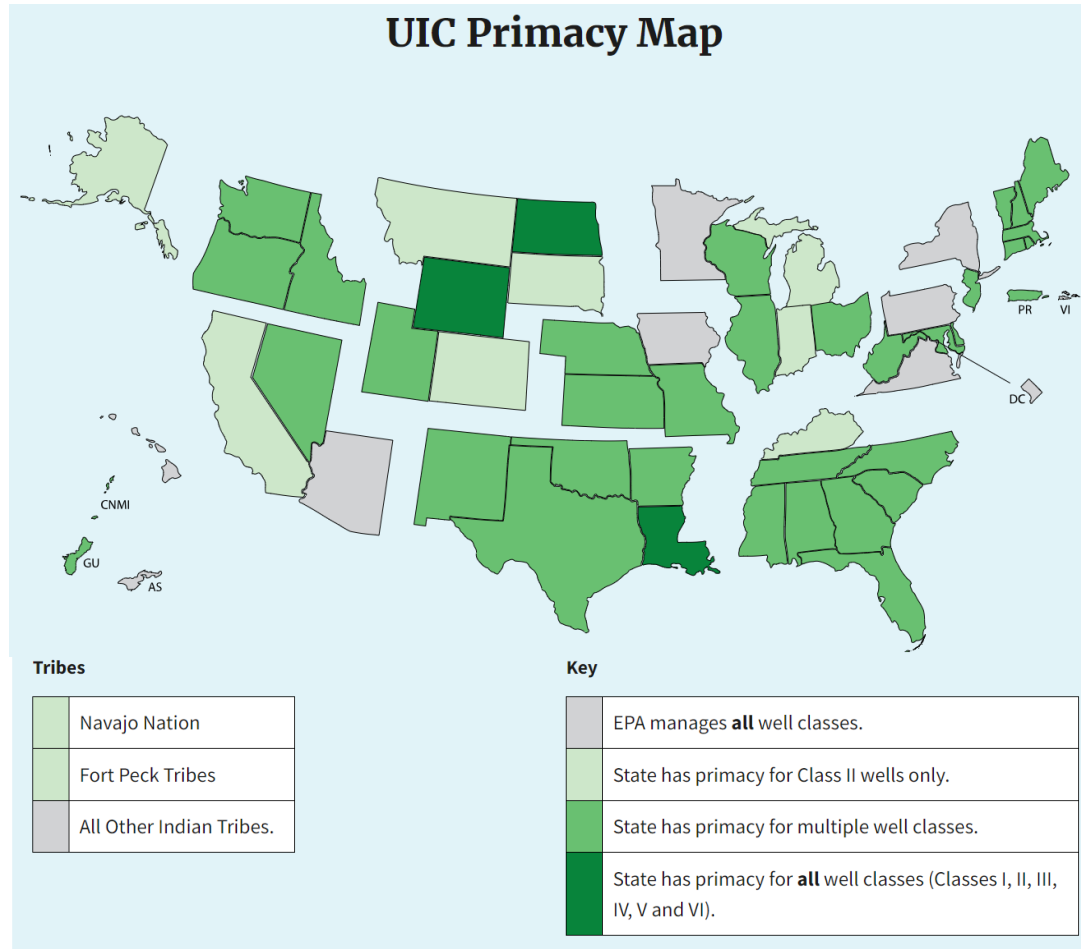 UIC Primacy Map
PR
VI
DC
CNMI
GU
AS
Tribes
Navajo Nation
Fort Peck Tribes
All Other Indian Tribes.
Key
EPA manages all well classes.
State has primacy for Class II wells only.
State has primacy for multiple well classes.
State has primacy for all well classes (Classes I, II, III,
IV, V and VI).